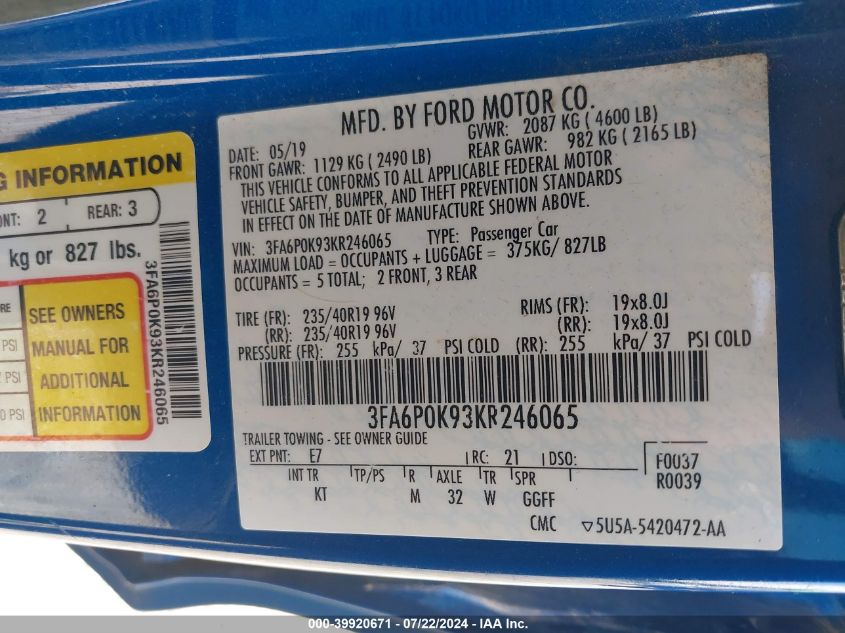 G INFORMATION
NT: 2 REAR: 3
kg or 827 lbs.
SEE OWNERS
MANUAL FOR
ADDITIONAL
INFORMATION
RE
PSI
PSI
0 PSI
3FA6P0K93KR246065
MFD. BY FORD MOTOR CO.
DATE: 05/19 GVWR: 2087 KG ( 4600 LB)
FRONT GAWR: 1129 KG ( 2490 LB) REAR GAWR: 982 KG ( 2165 LB)
THIS VEHICLE CONFORMS TO ALL APPLICABLE FEDERAL MOTOR
VEHICLE SAFETY, BUMPER, AND THEFT PREVENTION STANDARDS
IN EFFECT ON THE DATE OF MANUFACTURE SHOWN ABOVE.
VIN: 3FA6P0K93KR246065 TYPE: Passenger Car
MAXIMUM LOAD = OCCUPANTS + LUGGAGE = 375KG/ 827LB
OCCUPANTS = 5 TOTAL; 2 FRONT, 3 REAR
TIRE (FR): 235/40R19 96V RIMS (FR): 19x8.0J
(RR): 235/40R19 96V (RR): 19x8.0J
PRESSURE (FR): 255 kPa/ 37 PSI COLD (RR): 255 kPa/ 37 PSI COLD
3FA6P0K93KR246065
TRAILER TOWING - SEE OWNER GUIDE
EXT PNT: E7 RC: 21 DSO: F0037
R0039
INT TR TP/PS R AXLE TR SPR
KT M 32 W GGFF
CMC ▽5U5A-5420472-AA
000-39920671 - 07/22/2024 - IAA Inc.